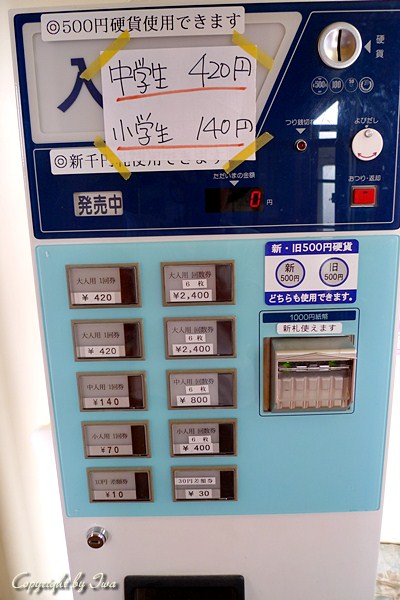 ◎500円硬貨使用できます
入
中学生 420円
小学生 140円
◎新千円札使用できます
硬貨
500
100
50
10
つり銭切れ
よびだし
ただいまの金額
0 円
おつり・返却
発売中
新・旧500円硬貨
新 500円
旧 500円
どちらも使用できます。
1000円紙幣
新札使えます
大人用 1回券
¥ 420
大人用 回数券
6 枚
¥2,400
大人用 1回券
¥ 420
大人用 回数券
6 枚
¥2,400
中人用 1回券
¥140
中人用 回数券
6 枚
¥ 800
小人用 1回券
¥ 70
小人用 回数券
6 枚
¥ 400
10円 差額券
¥ 10
30円差額券
¥ 30
Copyright by Iwa